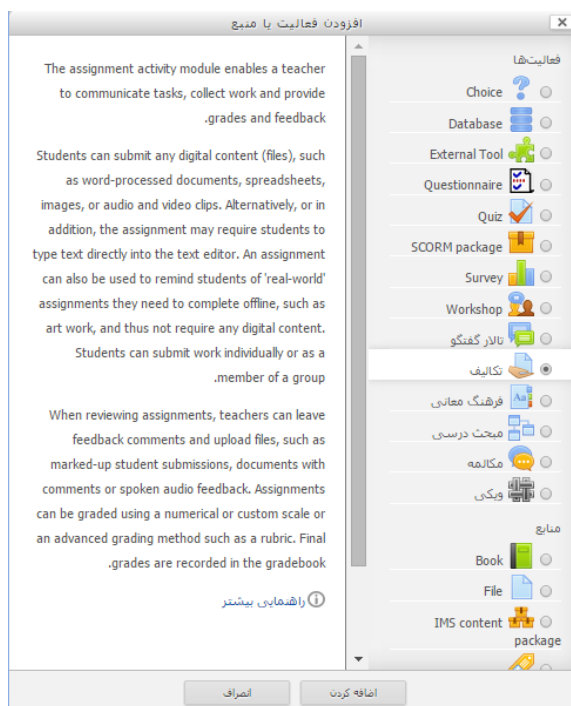 افزودن فعالیت یا منبع
فعالیت‌ها
Choice
Database
External Tool
Questionnaire
Quiz
SCORM package
Survey
Workshop
تالار گفتگو
تکالیف
فرهنگ معانی
مبحث درسی
مکالمه
ویکی
منابع
Book
File
IMS content
package
The assignment activity module enables a teacher
to communicate tasks, collect work and provide
.grades and feedback
Students can submit any digital content (files), such
as word-processed documents, spreadsheets,
images, or audio and video clips. Alternatively, or in
addition, the assignment may require students to
type text directly into the text editor. An assignment
can also be used to remind students of 'real-world'
assignments they need to complete offline, such as
art work, and thus not require any digital content.
Students can submit work individually or as a
.member of a group
When reviewing assignments, teachers can leave
feedback comments and upload files, such as
marked-up student submissions, documents with
comments or spoken audio feedback. Assignments
can be graded using a numerical or custom scale or
an advanced grading method such as a rubric. Final
.grades are recorded in the gradebook
راهنمایی بیشتر
اضافه کردن
انصراف